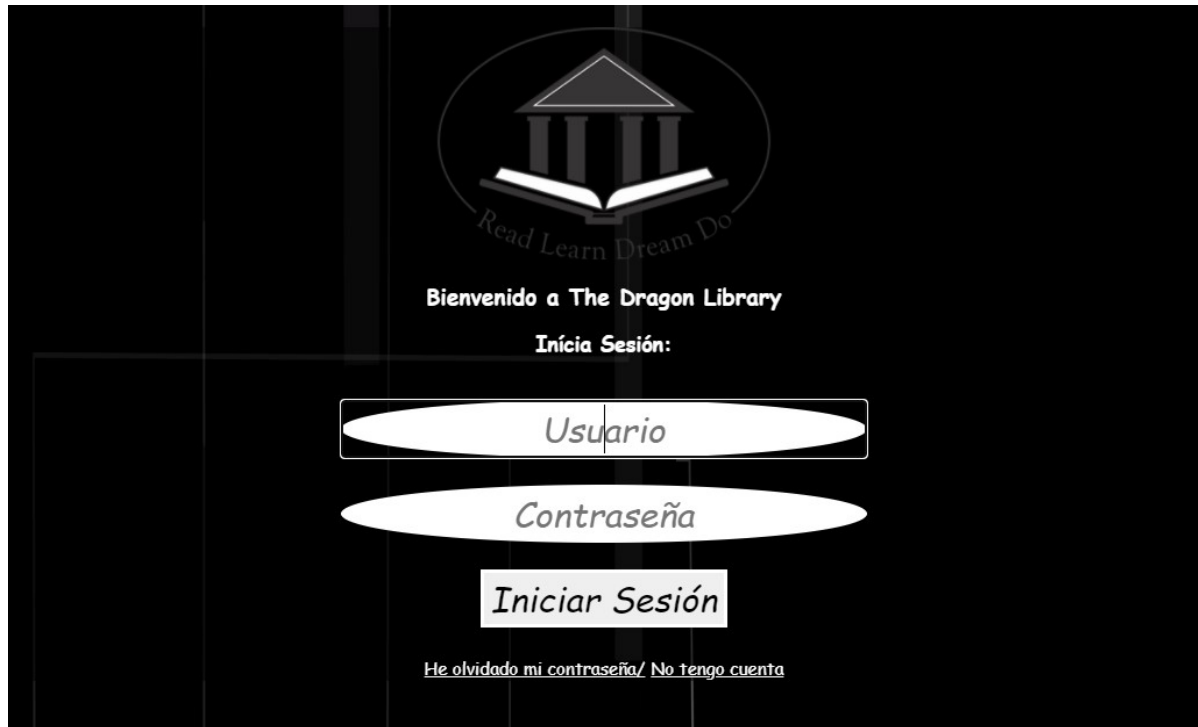 Read Learn Dream Do
Bienvenido a The Dragon Library
Inícia Sesión:
Usuario
Contraseña
Iniciar Sesión
He olvidado mi contraseña/ No tengo cuenta